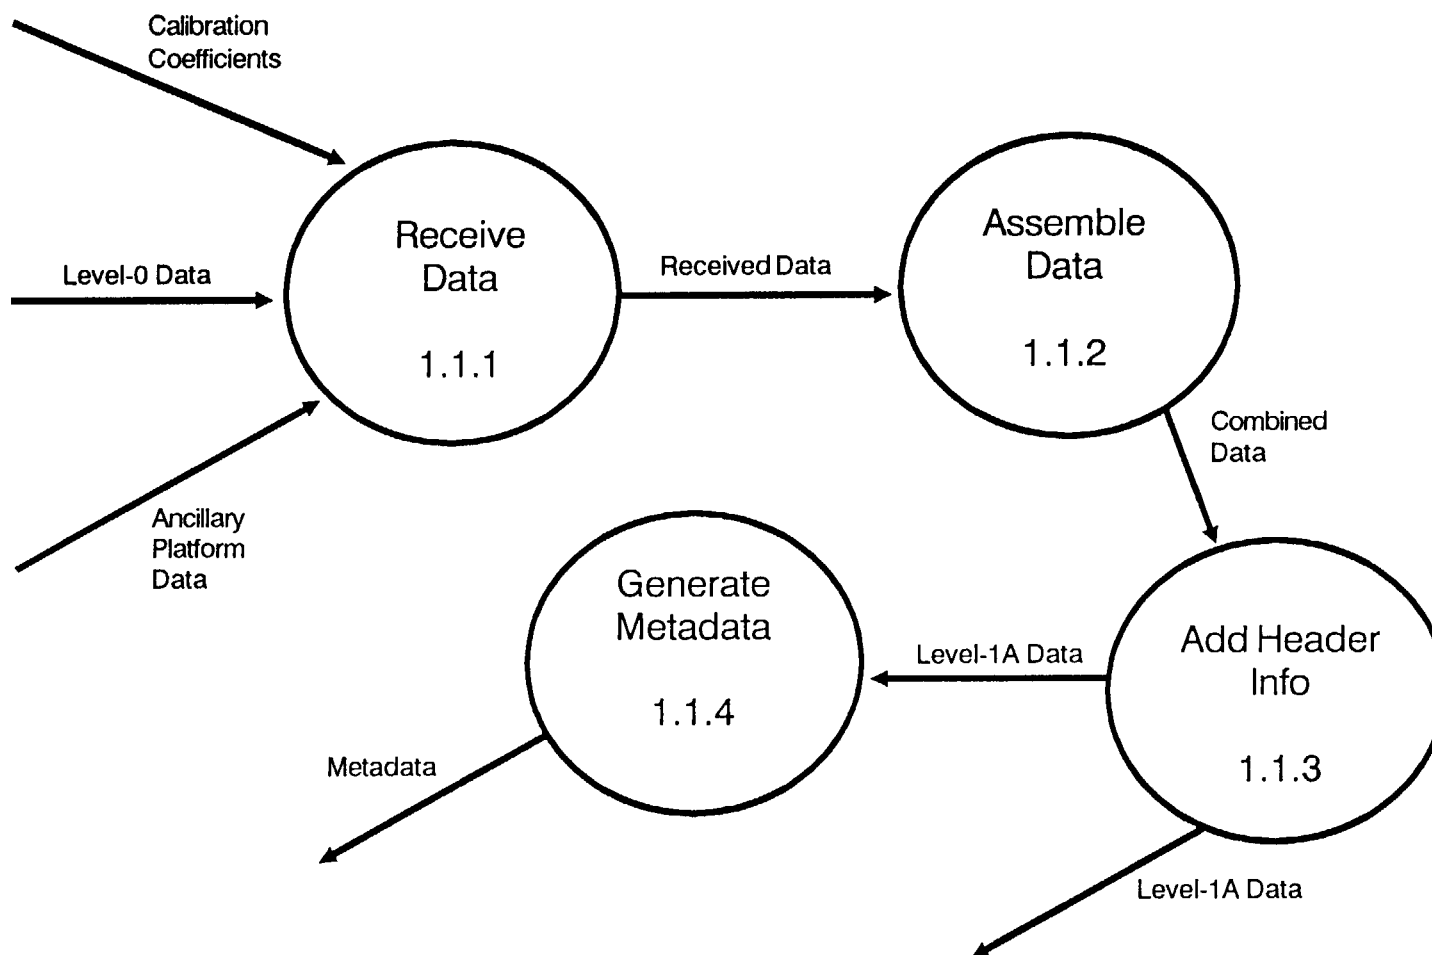 Calibration
Coefficients
Level-0 Data
Ancillary
Platform
Data
Receive
Data
1.1.1
Received Data
Assemble
Data
1.1.2
Combined
Data
Add Header
Info
1.1.3
Level-1A Data
Generate
Metadata
1.1.4
Metadata
Level-1A Data